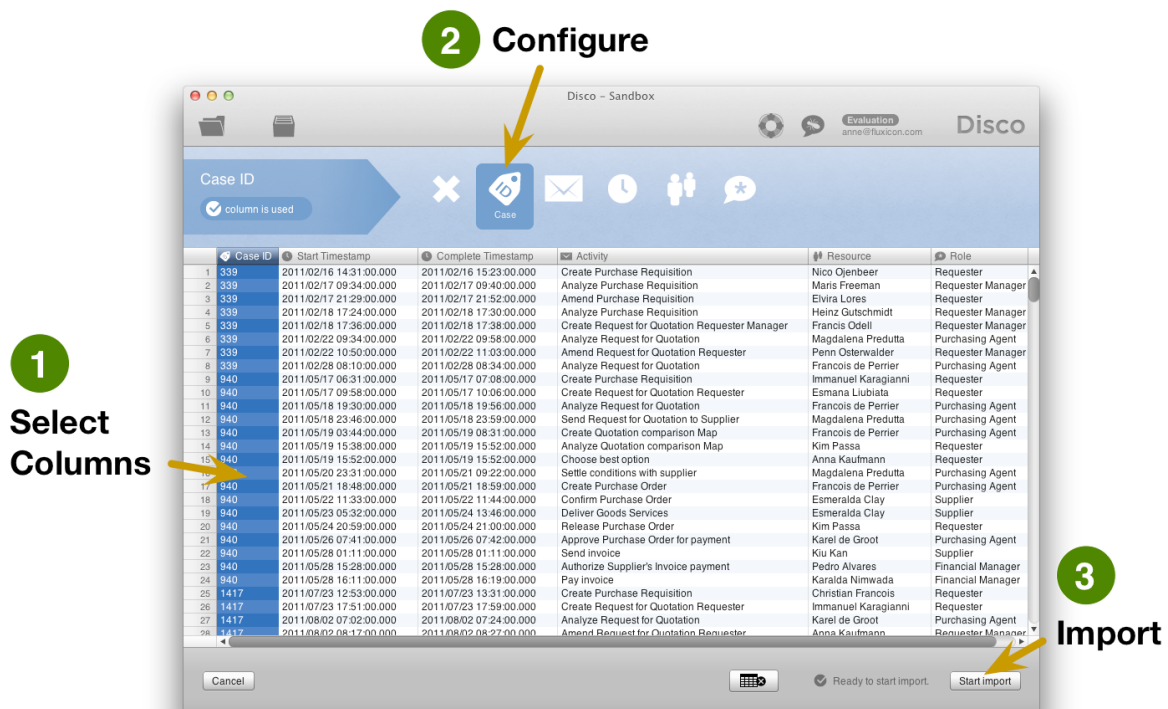 2 Configure
Disco – Sandbox
Evaluation
anne@fluxicon.com
Disco
Case ID
column is used
ID
Case
Case ID Start Timestamp Complete Timestamp Activity Resource Role
1 339 2011/02/16 14:31:00.000 2011/02/16 15:23:00.000 Create Purchase Requisition Nico Ojenbeer Requester
2 339 2011/02/17 09:34:00.000 2011/02/17 09:40:00.000 Analyze Purchase Requisition Maris Freeman Requester Manager
3 339 2011/02/17 21:29:00.000 2011/02/17 21:52:00.000 Amend Purchase Requisition Elvira Lores Requester
4 339 2011/02/18 17:24:00.000 2011/02/18 17:30:00.000 Analyze Purchase Requisition Heinz Gutschmidt Requester Manager
5 339 2011/02/18 17:36:00.000 2011/02/18 17:38:00.000 Create Request for Quotation Requester Manager Francis Odell Requester Manager
6 339 2011/02/22 09:34:00.000 2011/02/22 09:58:00.000 Analyze Request for Quotation Magdalena Predutta Purchasing Agent
7 339 2011/02/22 10:50:00.000 2011/02/22 11:03:00.000 Amend Request for Quotation Requester Penn Osterwalder Requester Manager
8 339 2011/02/28 08:10:00.000 2011/02/28 08:34:00.000 Analyze Request for Quotation Francois de Perrier Purchasing Agent
9 940 2011/05/17 06:31:00.000 2011/05/17 07:08:00.000 Create Purchase Requisition Immanuel Karagianni Requester
10 940 2011/05/17 09:58:00.000 2011/05/17 10:06:00.000 Create Request for Quotation Requester Esmana Liubiata Requester
11 940 2011/05/18 19:30:00.000 2011/05/18 19:56:00.000 Analyze Request for Quotation Francois de Perrier Purchasing Agent
12 940 2011/05/18 23:46:00.000 2011/05/18 23:59:00.000 Send Request for Quotation to Supplier Magdalena Predutta Purchasing Agent
13 940 2011/05/19 03:44:00.000 2011/05/19 08:31:00.000 Create Quotation comparison Map Francois de Perrier Purchasing Agent
14 940 2011/05/19 15:38:00.000 2011/05/19 15:52:00.000 Analyze Quotation comparison Map Kim Passa Requester
15 940 2011/05/19 15:52:00.000 2011/05/19 15:52:00.000 Choose best option Anna Kaufmann Requester
2011/05/20 23:31:00.000 2011/05/21 09:22:00.000 Settle conditions with supplier Magdalena Predutta Purchasing Agent
17 940 2011/05/21 18:48:00.000 2011/05/21 18:59:00.000 Create Purchase Order Francois de Perrier Purchasing Agent
18 940 2011/05/22 11:33:00.000 2011/05/22 11:44:00.000 Confirm Purchase Order Esmeralda Clay Supplier
19 940 2011/05/23 05:32:00.000 2011/05/24 13:46:00.000 Deliver Goods Services Esmeralda Clay Supplier
20 940 2011/05/24 20:59:00.000 2011/05/24 21:00:00.000 Release Purchase Order Kim Passa Requester
21 940 2011/05/26 07:41:00.000 2011/05/26 07:42:00.000 Approve Purchase Order for payment Karel de Groot Purchasing Agent
22 940 2011/05/28 01:11:00.000 2011/05/28 01:11:00.000 Send invoice Kiu Kan Supplier
23 940 2011/05/28 15:28:00.000 2011/05/28 15:28:00.000 Authorize Supplier's Invoice payment Pedro Alvares Financial Manager
24 940 2011/05/28 16:11:00.000 2011/05/28 16:19:00.000 Pay invoice Karalda Nimwada Financial Manager
25 1417 2011/07/23 12:53:00.000 2011/07/23 13:31:00.000 Create Purchase Requisition Christian Francois Requester
26 1417 2011/07/23 17:51:00.000 2011/07/23 17:59:00.000 Create Request for Quotation Requester Immanuel Karagianni Requester
27 1417 2011/08/02 07:02:00.000 2011/08/02 07:24:00.000 Analyze Request for Quotation Karel de Groot Purchasing Agent
28 1417 2011/08/02 08:17:00.000 2011/08/02 08:27:00.000 Amend Request for Quotation Requester Anna Kaufmann Requester Manager
1
Select
Columns
3
Import
Cancel
Ready to start import.
Start import